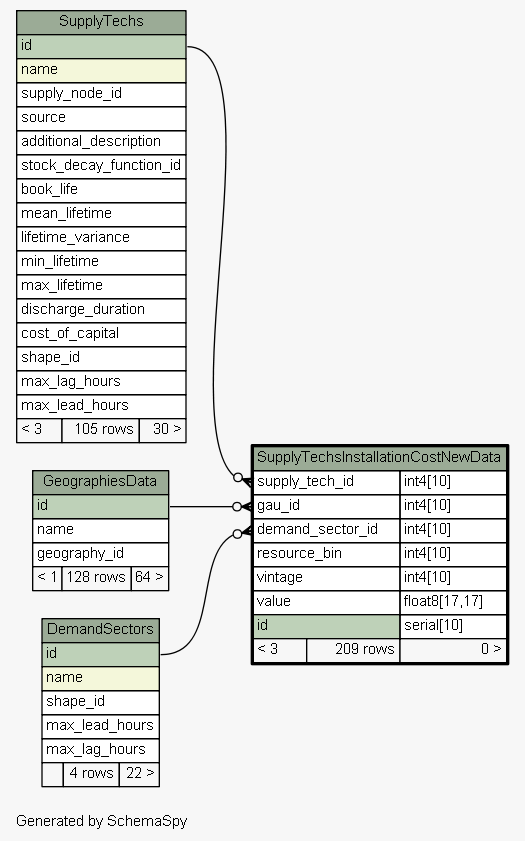 SupplyTechs
id
name
supply_node_id
source
additional_description
stock_decay_function_id
book_life
mean_lifetime
lifetime_variance
min_lifetime
max_lifetime
discharge_duration
cost_of_capital
shape_id
max_lag_hours
max_lead_hours
< 3 105 rows 30 >
GeographiesData
id
name
geography_id
< 1 128 rows 64 >
DemandSectors
id
name
shape_id
max_lead_hours
max_lag_hours
4 rows 22 >
SupplyTechsInstallationCostNewData
supply_tech_id int4[10]
gau_id int4[10]
demand_sector_id int4[10]
resource_bin int4[10]
vintage int4[10]
value float8[17,17]
id serial[10]
< 3 209 rows 0 >
Generated by SchemaSpy